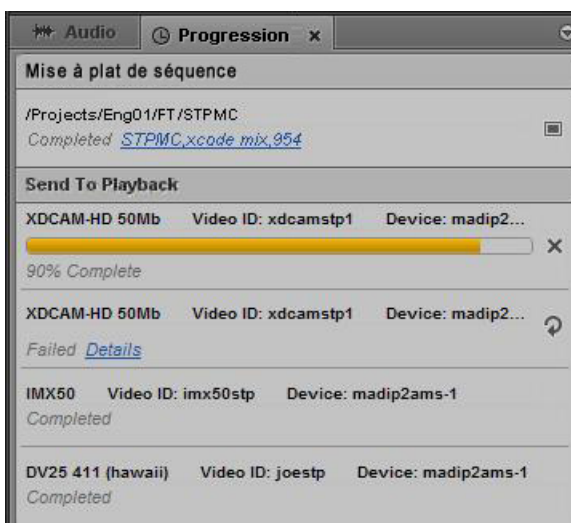 Audio Progression x
Mise à plat de séquence
/Projects/Eng01/FT/STPMC
Completed STPMC,xcode mix,954
Send To Playback
XDCAM-HD 50Mb Video ID: xdcamstp1 Device: madip2...
90% Complete
XDCAM-HD 50Mb Video ID: xdcamstp1 Device: madip2...
Failed Details
IMX50 Video ID: imx50stp Device: madip2ams-1
Completed
DV25 411 (hawaii) Video ID: joestp Device: madip2ams-1
Completed